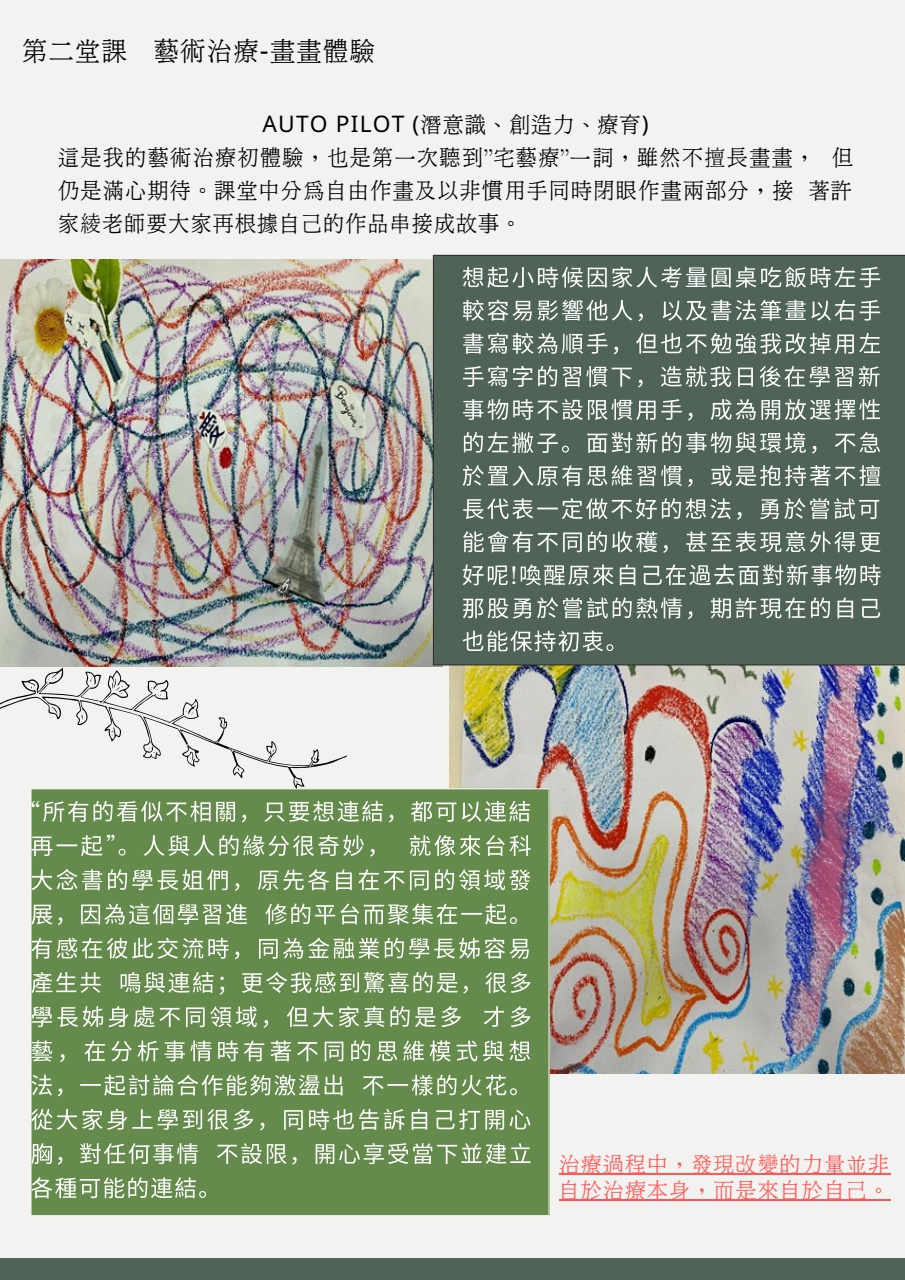 第二堂課　藝術治療-畫畫體驗
AUTO PILOT (潛意識、創造力、療育)
這是我的藝術治療初體驗，也是第一次聽到”宅藝療”一詞，雖然不擅長畫畫，　但
仍是滿心期待。課堂中分爲自由作畫及以非慣用手同時閉眼作畫兩部分，接　著許
家綾老師要大家再根據自己的作品串接成故事。
想起小時候因家人考量圓桌吃飯時左手
較容易影響他人，以及書法筆畫以右手
書寫較為順手，但也不勉強我改掉用左
手寫字的習慣下，造就我日後在學習新
事物時不設限慣用手，成為開放選擇性
的左撇子。面對新的事物與環境，不急
於置入原有思維習慣，或是抱持著不擅
長代表一定做不好的想法，勇於嘗試可
能會有不同的收穫，甚至表現意外得更
好呢!喚醒原來自己在過去面對新事物時
那股勇於嘗試的熱情，期許現在的自己
也能保持初衷。
Bonjour!
愛
“所有的看似不相關，只要想連結，都可以連結
再一起”。人與人的緣分很奇妙，　就像來台科
大念書的學長姐們，原先各自在不同的領域發
展，因為這個學習進　修的平台而聚集在一起。
有感在彼此交流時，同為金融業的學長姊容易
產生共　鳴與連結；更令我感到驚喜的是，很多
學長姊身處不同領域，但大家真的是多　才多
藝，在分析事情時有著不同的思維模式與想
法，一起討論合作能夠激盪出　不一樣的火花。
從大家身上學到很多，同時也告訴自己打開心
胸，對任何事情　不設限，開心享受當下並建立
各種可能的連結。
治療過程中，發現改變的力量並非
自於治療本身，而是來自於自己。